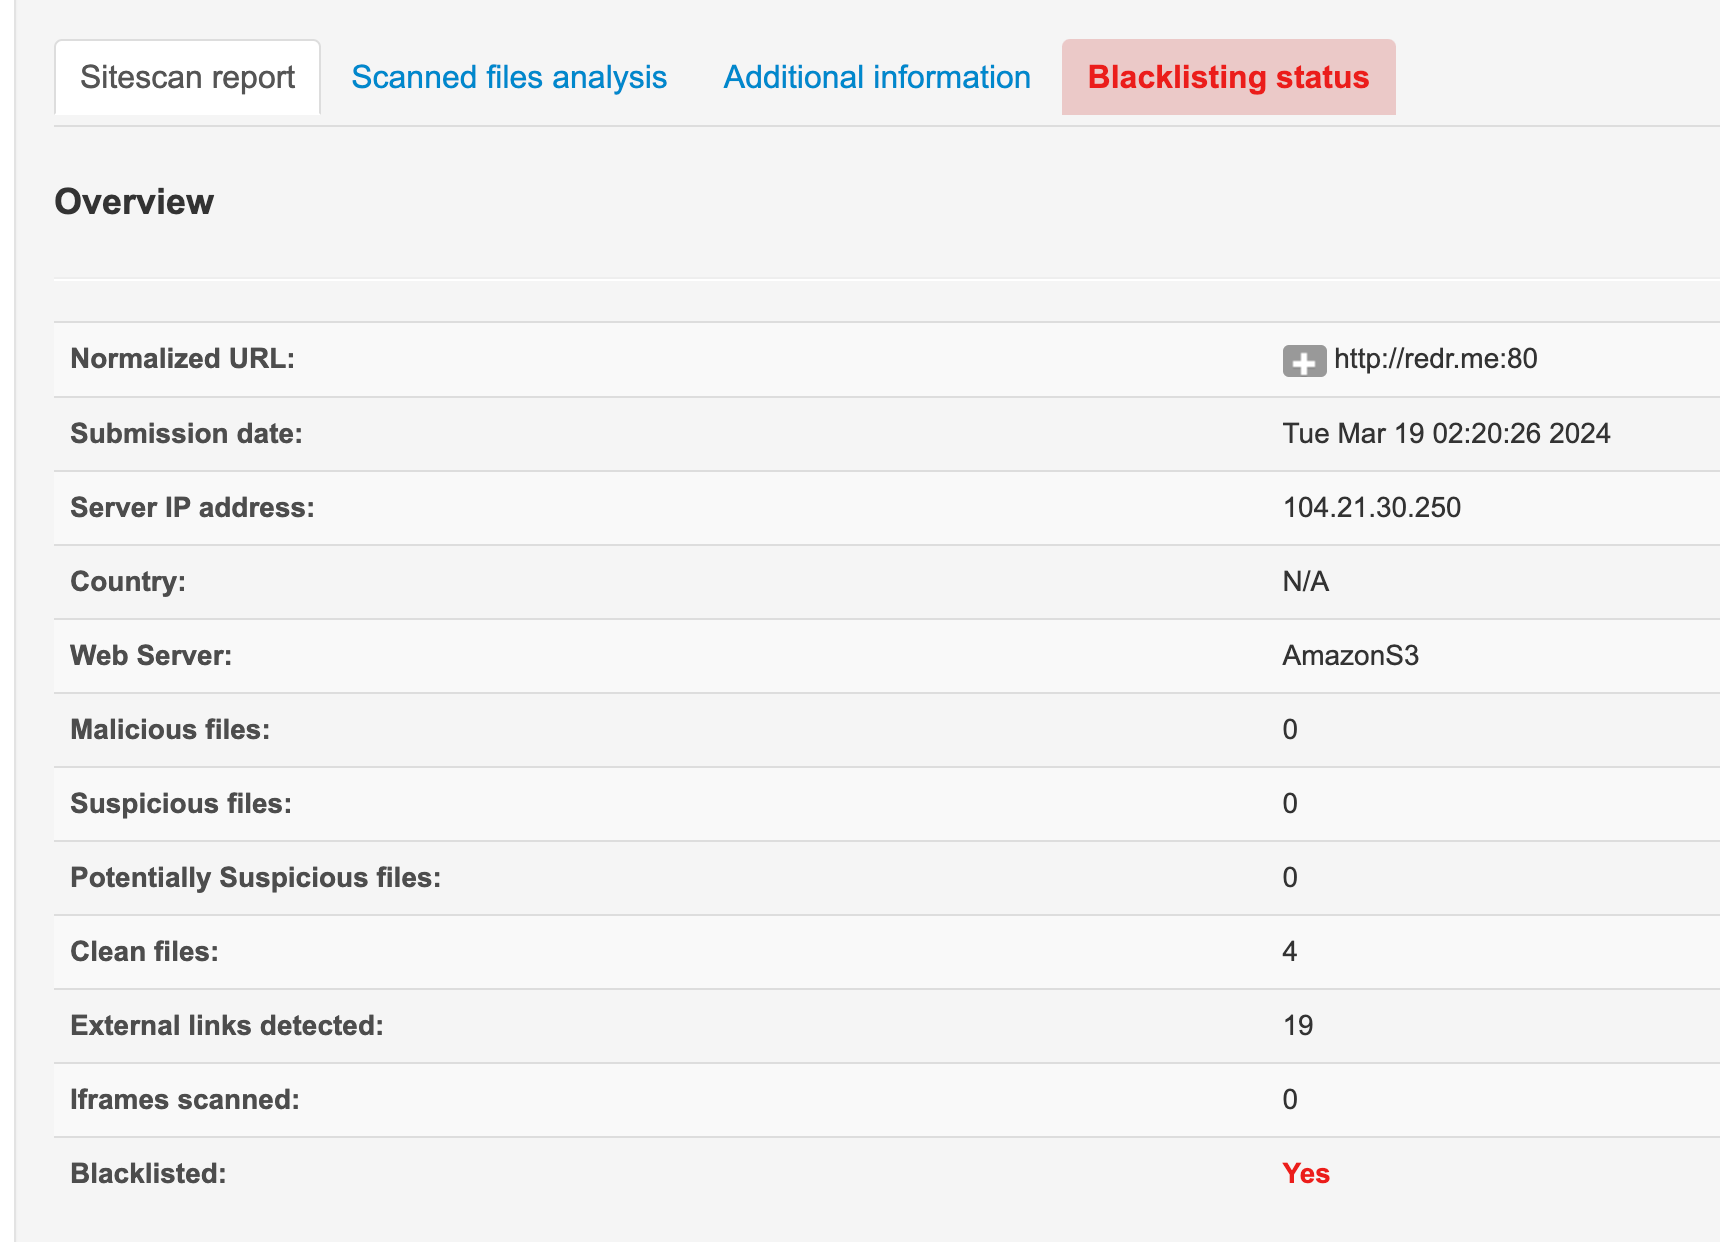 Sitescan report Scanned files analysis Additional information Blacklisting status
Overview
Normalized URL: http://redr.me:80
Submission date: Tue Mar 19 02:20:26 2024
Server IP address: 104.21.30.250
Country: N/A
Web Server: AmazonS3
Malicious files: 0
Suspicious files: 0
Potentially Suspicious files: 0
Clean files: 4
External links detected: 19
Iframes scanned: 0
Blacklisted: Yes